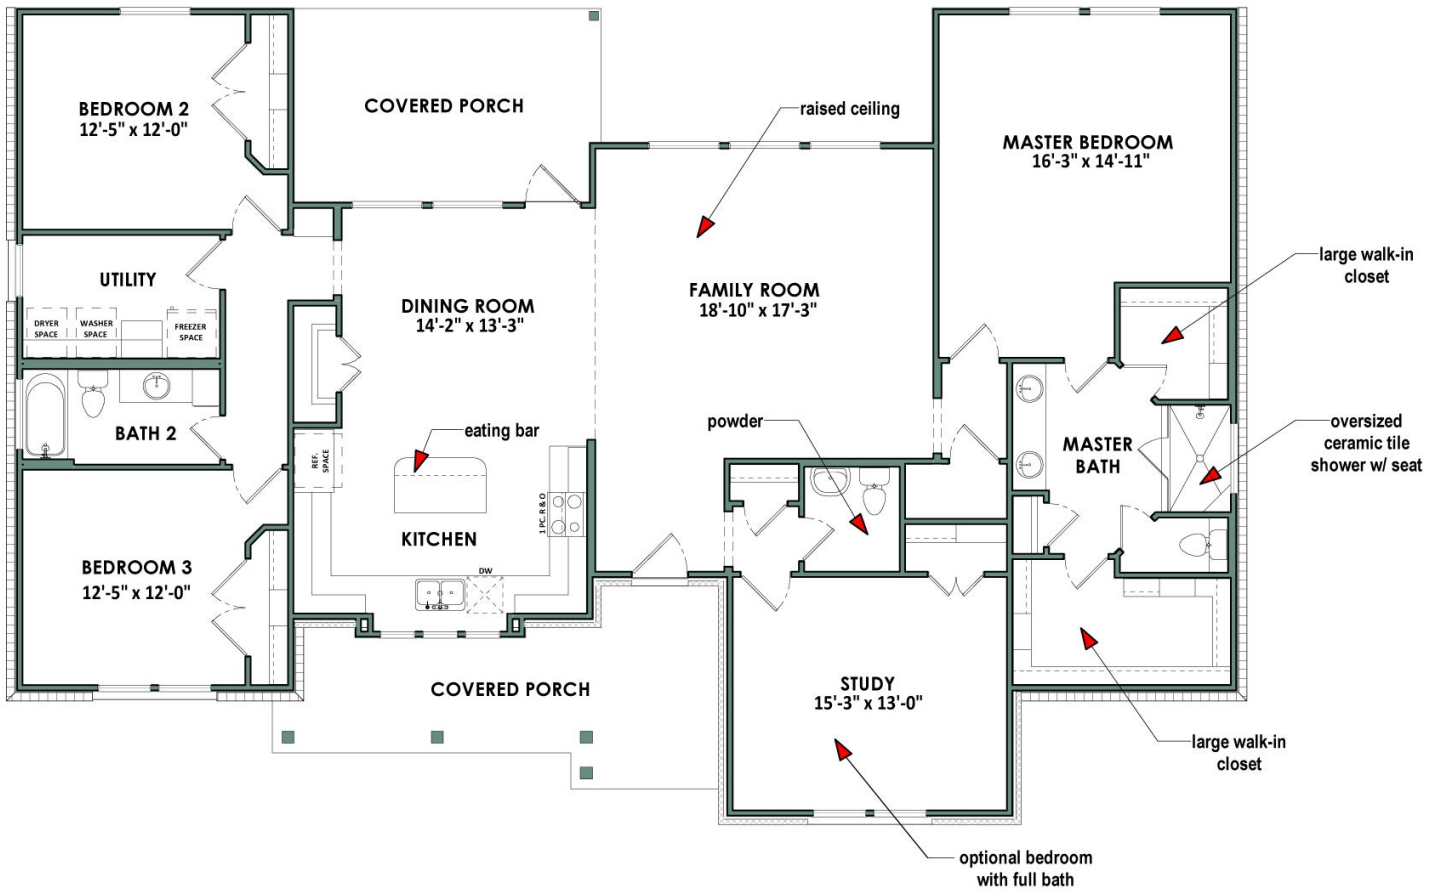 BEDROOM 2
12'-5" x 12'-0"
COVERED PORCH
raised ceiling
MASTER BEDROOM
16'-3" x 14'-11"
large walk-in
closet
UTILITY
DRYER
SPACE
WASHER
SPACE
FREEZER
SPACE
DINING ROOM
14'-2" x 13'-3"
FAMILY ROOM
18'-10" x 17'-3"
BATH 2
REF.
SPACE
eating bar
powder
MASTER
BATH
oversized
ceramic tile
shower w/ seat
KITCHEN
1 PC. R & O
DW
BEDROOM 3
12'-5" x 12'-0"
COVERED PORCH
STUDY
15'-3" x 13'-0"
large walk-in
closet
optional bedroom
with full bath